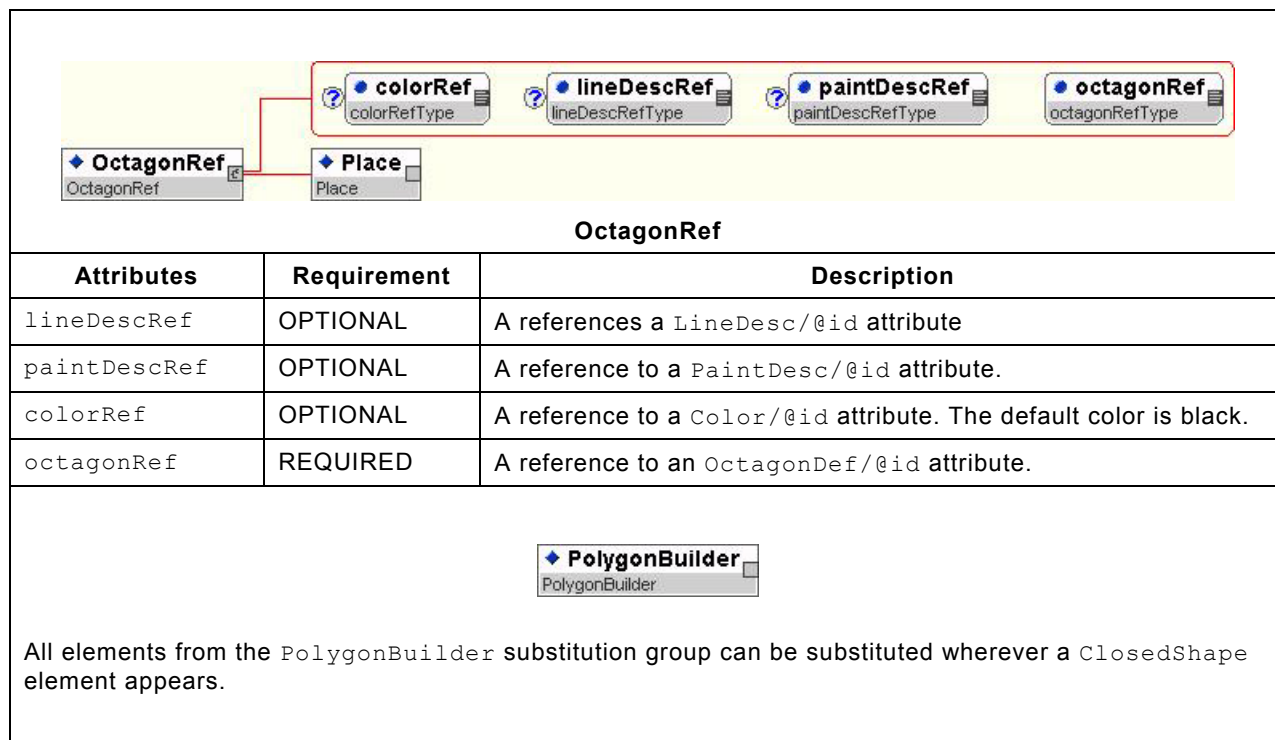 colorRef lineDescRef paintDescRef octagonRef
colorRefType lineDescRefType paintDescRefType octagonRefType
OctagonRef Place
OctagonRef Place
OctagonRef
Attributes Requirement Description
lineDescRef OPTIONAL A references a LineDesc/@id attribute
paintDescRef OPTIONAL A reference to a PaintDesc/@id attribute.
colorRef OPTIONAL A reference to a Color/@id attribute. The default color is black.
octagonRef REQUIRED A reference to an OctagonDef/@id attribute.
PolygonBuilder
PolygonBuilder
All elements from the PolygonBuilder substitution group can be substituted wherever a ClosedShape
element appears.